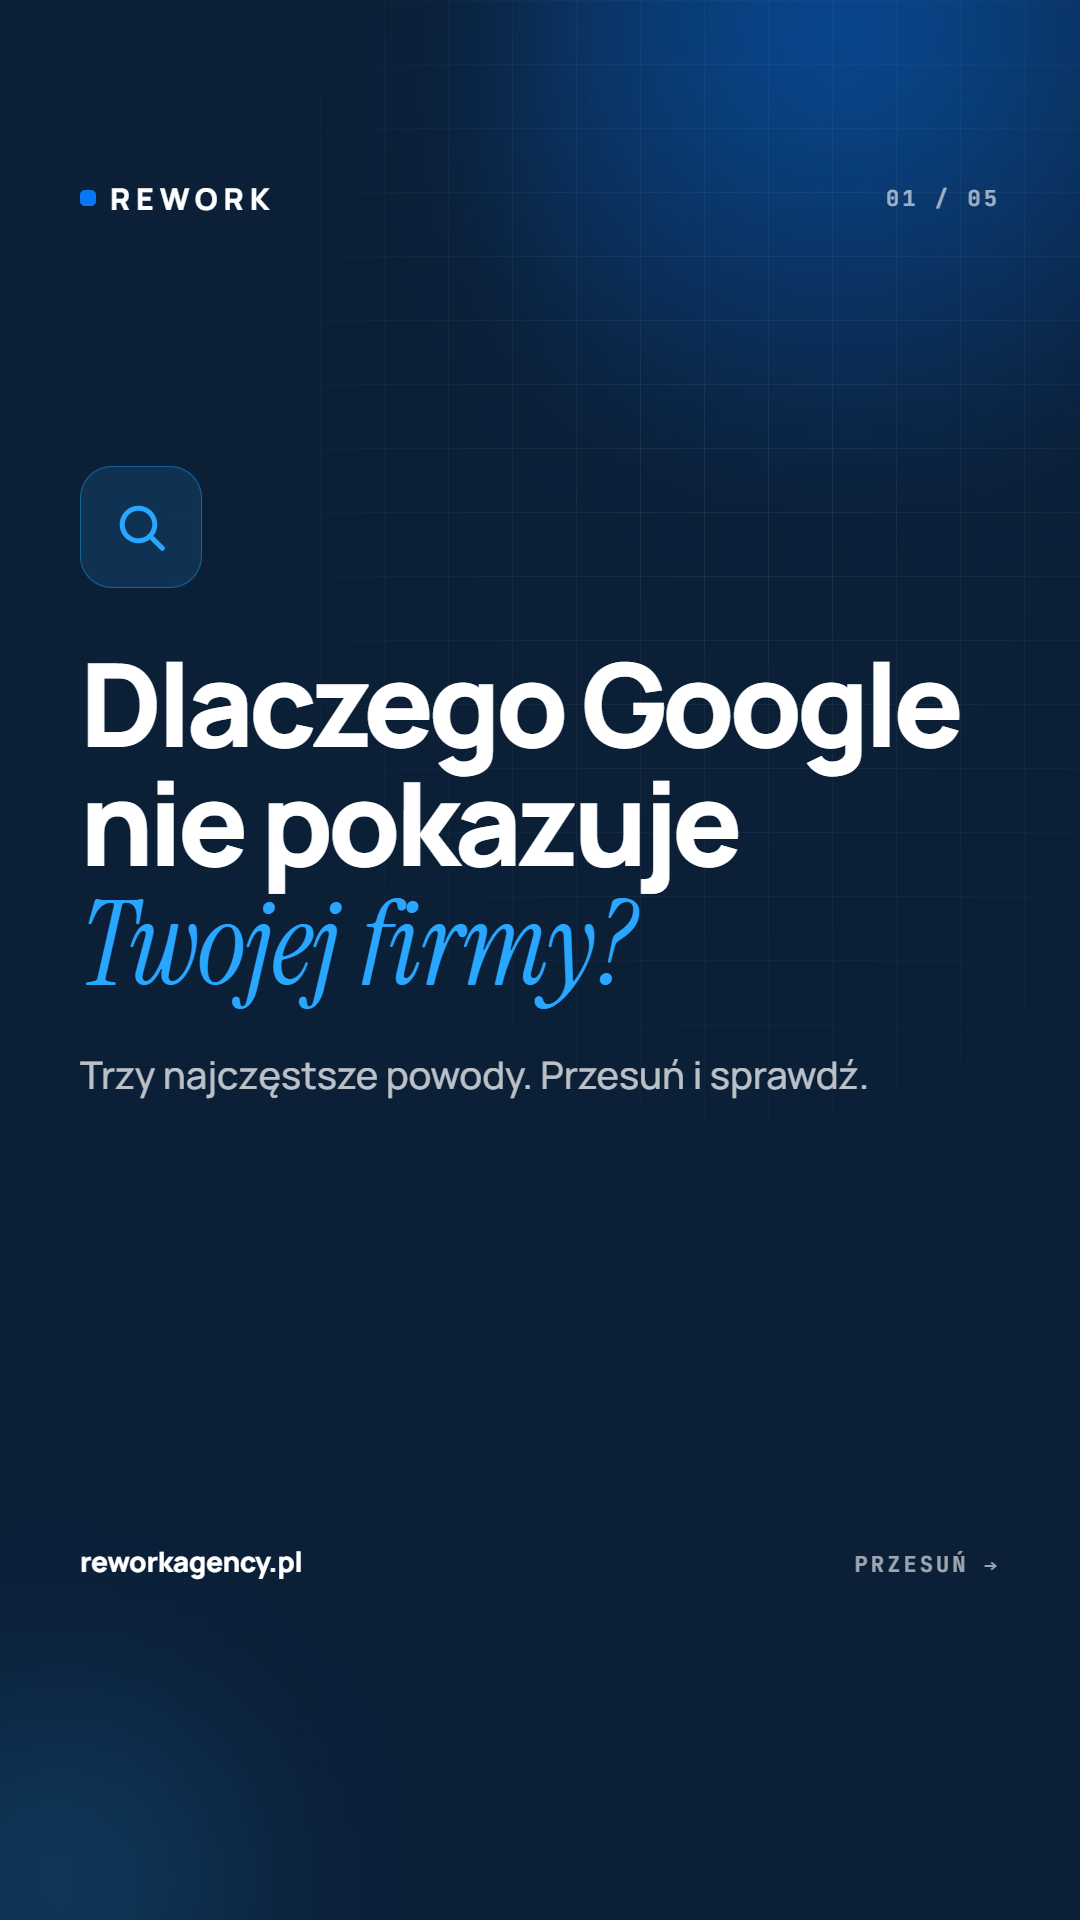 REWORK
01 / 05
Dlaczego Google
nie pokazuje
Twojej firmy?
Trzy najczęstsze powody. Przesuń i sprawdź.
reworkagency.pl
PRZESUŃ →